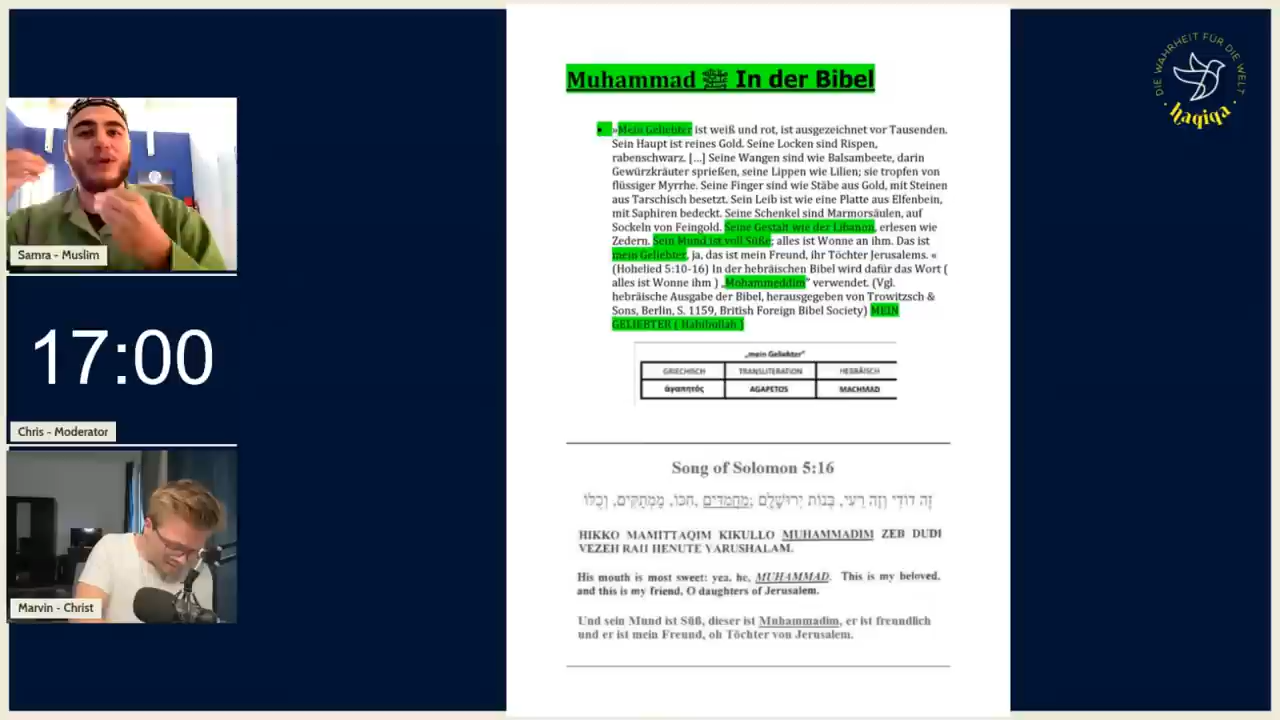 Samra - Muslim
17:00
Chris - Moderator
Marvin - Christ
Muhammad ﷺ In der Bibel
• »Mein Geliebter ist weiß und rot, ist ausgezeichnet vor Tausenden.
Sein Haupt ist reines Gold. Seine Locken sind Rispen,
rabenschwarz. [...] Seine Wangen sind wie Balsambeete, darin
Gewürzkräuter sprießen, seine Lippen wie Lilien; sie tropfen von
flüssiger Myrrhe. Seine Finger sind wie Stäbe aus Gold, mit Steinen
aus Tarschisch besetzt. Sein Leib ist wie eine Platte aus Elfenbein,
mit Saphiren bedeckt. Seine Schenkel sind Marmorsäulen, auf
Sockeln von Feingold. Seine Gestalt wie der Libanon, erlesen wie
Zedern. Sein Mund ist voll Süße; alles ist Wonne an ihm. Das ist
mein Geliebter, ja, das ist mein Freund, ihr Töchter Jerusalems. «
(Hohelied 5:10-16) In der hebräischen Bibel wird dafür das Wort (
alles ist Wonne ihm ) „Mohammeddim" verwendet. (Vgl.
hebräische Ausgabe der Bibel, herausgegeben von Trowitzsch &
Sons, Berlin, S. 1159, British Foreign Bibel Society) MEIN
GELIEBTER ( Habibullah )
„mein Geliebter"
GRIECHISCH TRANSLITERATION HEBRÄISCH
ἀγαπητός AGAPETOS MACHMAD
Song of Solomon 5:16
חִכּוֹ, מַמְתַקִּים, וְכֻלּוֹ מַחֲמַדִּים; זֶה דוֹדִי וְזֶה רֵעִי, בְּנוֹת יְרוּשָׁלִָם
HIKKO MAMITTAQIM KIKULLO MUHAMMADIM ZEB DUDI
VEZEH RAII HENUTE YARUSHALAM.
His mouth is most sweet: yea, he, MUHAMMAD. This is my beloved,
and this is my friend, O daughters of Jerusalem.
Und sein Mund ist Süß, dieser ist Muhammadim, er ist freundlich
und er ist mein Freund, oh Töchter von Jerusalem.
DIE WAHRHEIT FÜR DIE WELT
haqiqa